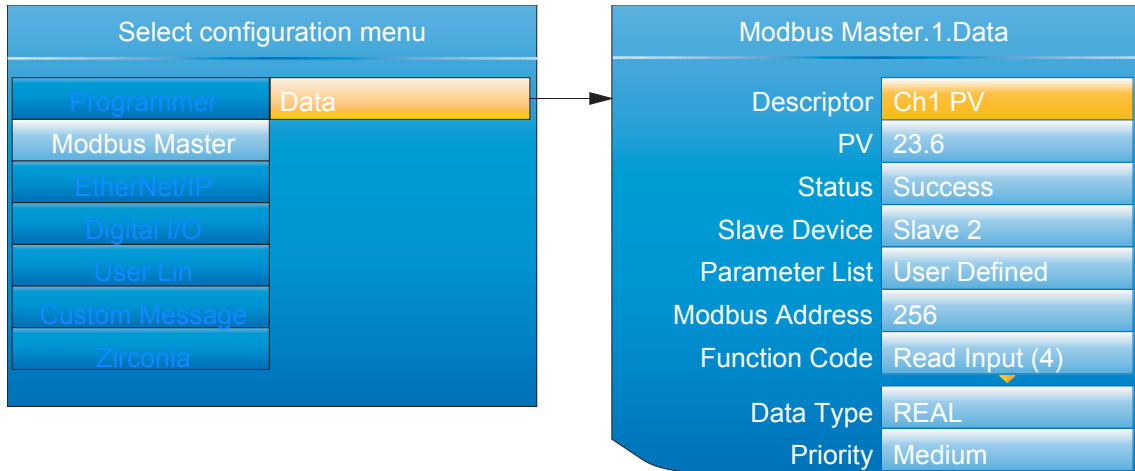 Select configuration menu
Programmer Data
Modbus Master
EtherNet/IP
Digital I/O
User Lin
Custom Message
Zirconia
Modbus Master.1.Data
Descriptor Ch1 PV
PV 23.6
Status Success
Slave Device Slave 2
Parameter List User Defined
Modbus Address 256
Function Code Read Input (4)
Data Type REAL
Priority Medium